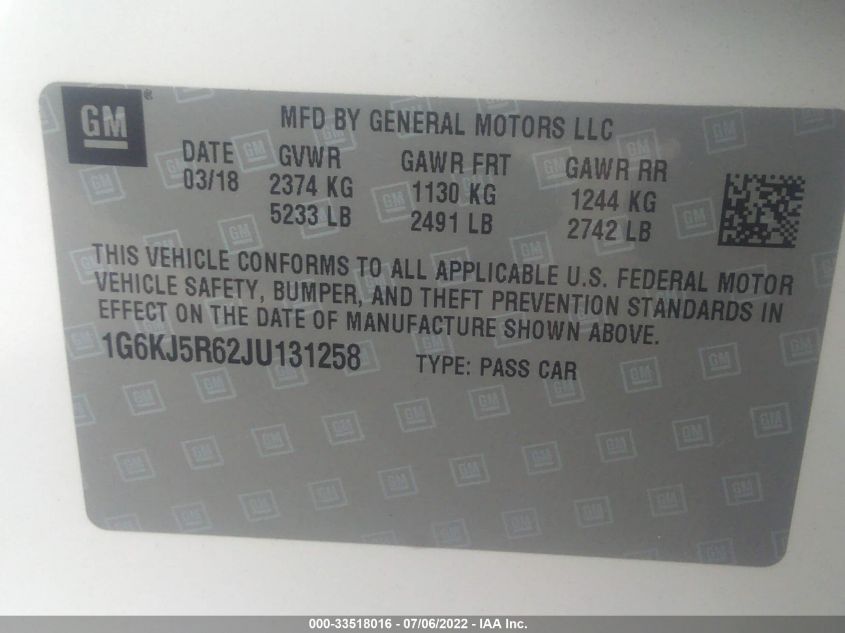 GM ®
MFD BY GENERAL MOTORS LLC
DATE GVWR GAWR FRT GAWR RR
03/18 2374 KG 1130 KG 1244 KG
5233 LB 2491 LB 2742 LB
THIS VEHICLE CONFORMS TO ALL APPLICABLE U.S. FEDERAL MOTOR
VEHICLE SAFETY, BUMPER, AND THEFT PREVENTION STANDARDS IN
EFFECT ON THE DATE OF MANUFACTURE SHOWN ABOVE.
1G6KJ5R62JU131258 TYPE: PASS CAR
000-33518016 - 07/06/2022 - IAA Inc.